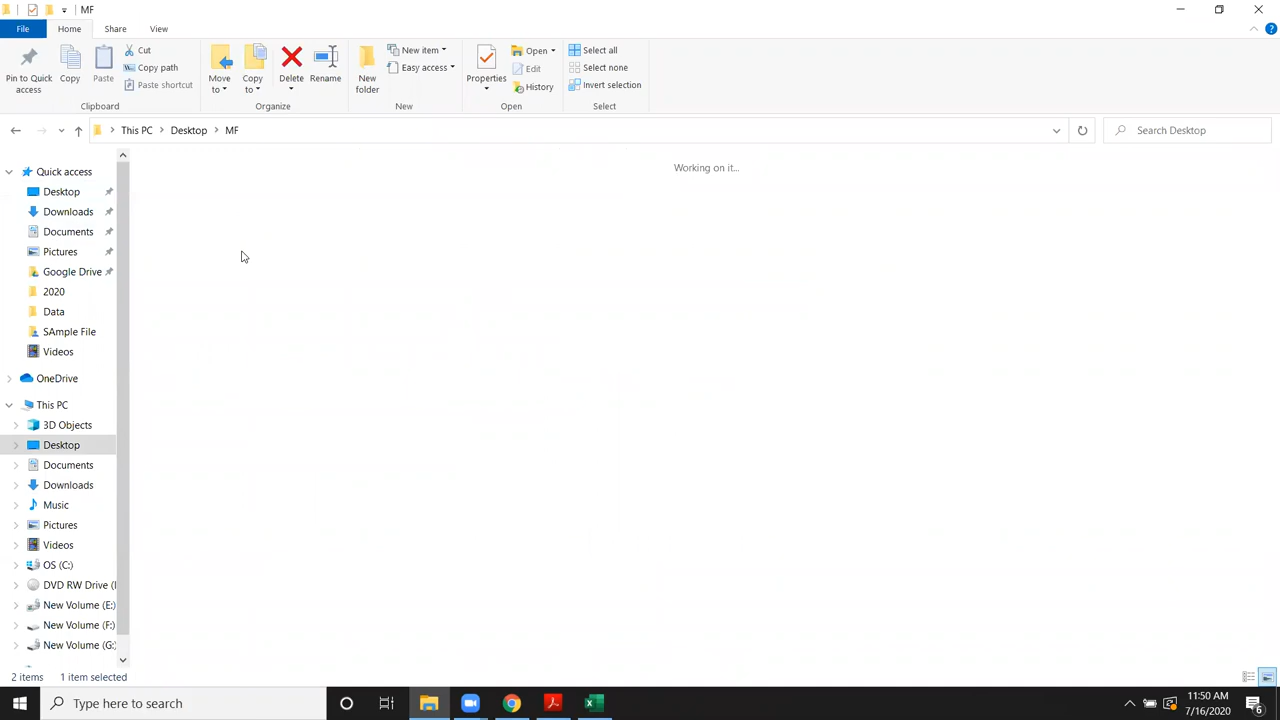 MF
File Home Share View
Pin to Quick access
Copy
Paste
Cut
Copy path
Paste shortcut
Clipboard
Move to
Copy to
Delete
Rename
Organize
New folder
New item
Easy access
New
Properties
Open
Edit
History
Open
Select all
Select none
Invert selection
Select
This PC Desktop MF
Search Desktop
Working on it...
Quick access
Desktop
Downloads
Documents
Pictures
Google Drive
2020
Data
SAmple File
Videos
OneDrive
This PC
3D Objects
Desktop
Documents
Downloads
Music
Pictures
Videos
OS (C:)
DVD RW Drive (
New Volume (E:)
New Volume (F:)
New Volume (G:)
2 items 1 item selected
Type here to search
11:50 AM
7/16/2020
6